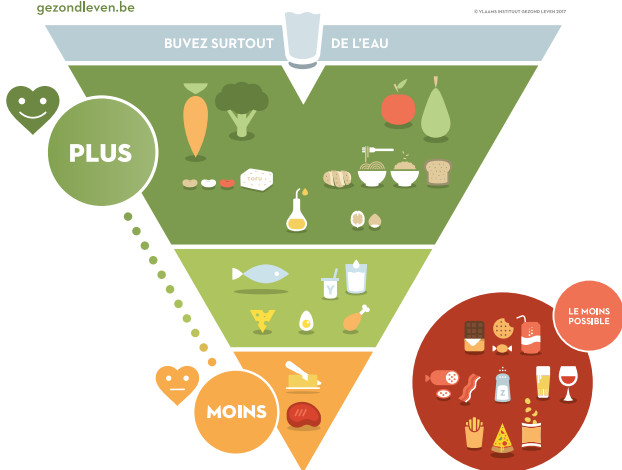 gezondleven.be
© VLAAMS INSTITUUT GEZOND LEVEN 2017
BUVEZ SURTOUT DE L'EAU
PLUS
TOFU
Y
MOINS
LE MOINS
POSSIBLE
Z